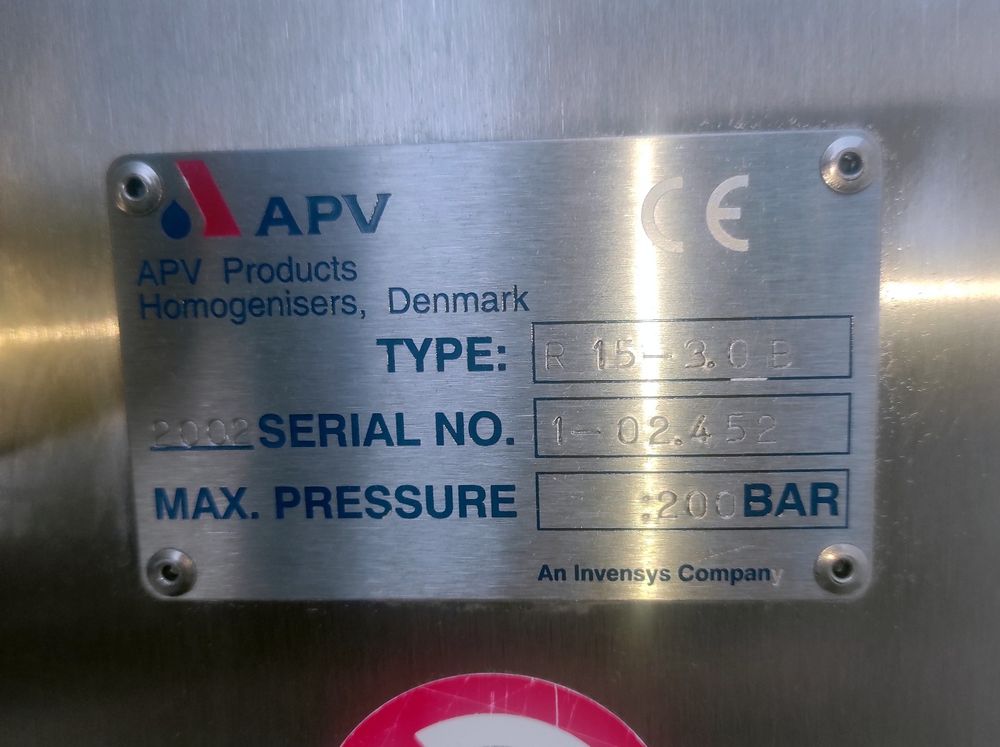 APV
CE
APV Products
Homogenisers, Denmark
TYPE: R 15-3.0 B
2002 SERIAL NO. 1-02.452
MAX. PRESSURE :200 BAR
An Invensys Company